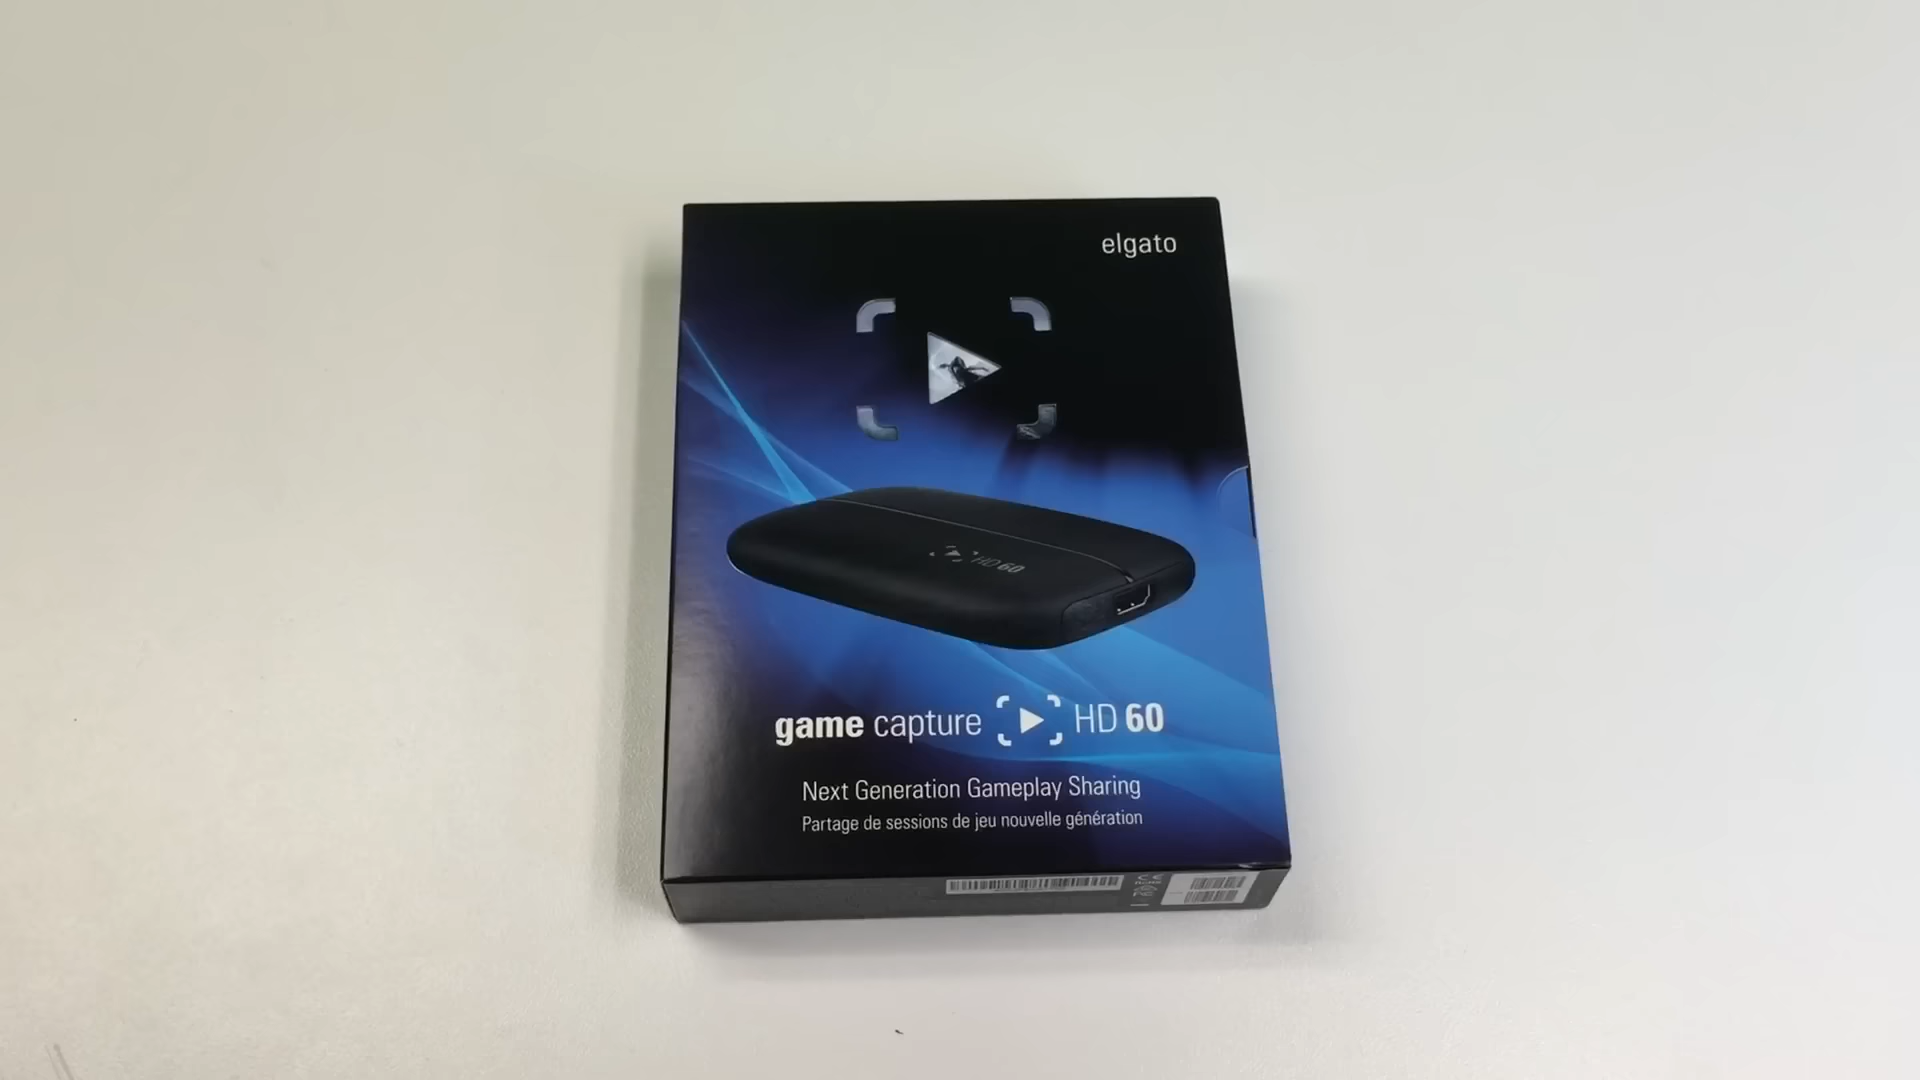 elgato
HD 60
game capture HD 60
Next Generation Gameplay Sharing
Partage de sessions de jeu nouvelle génération